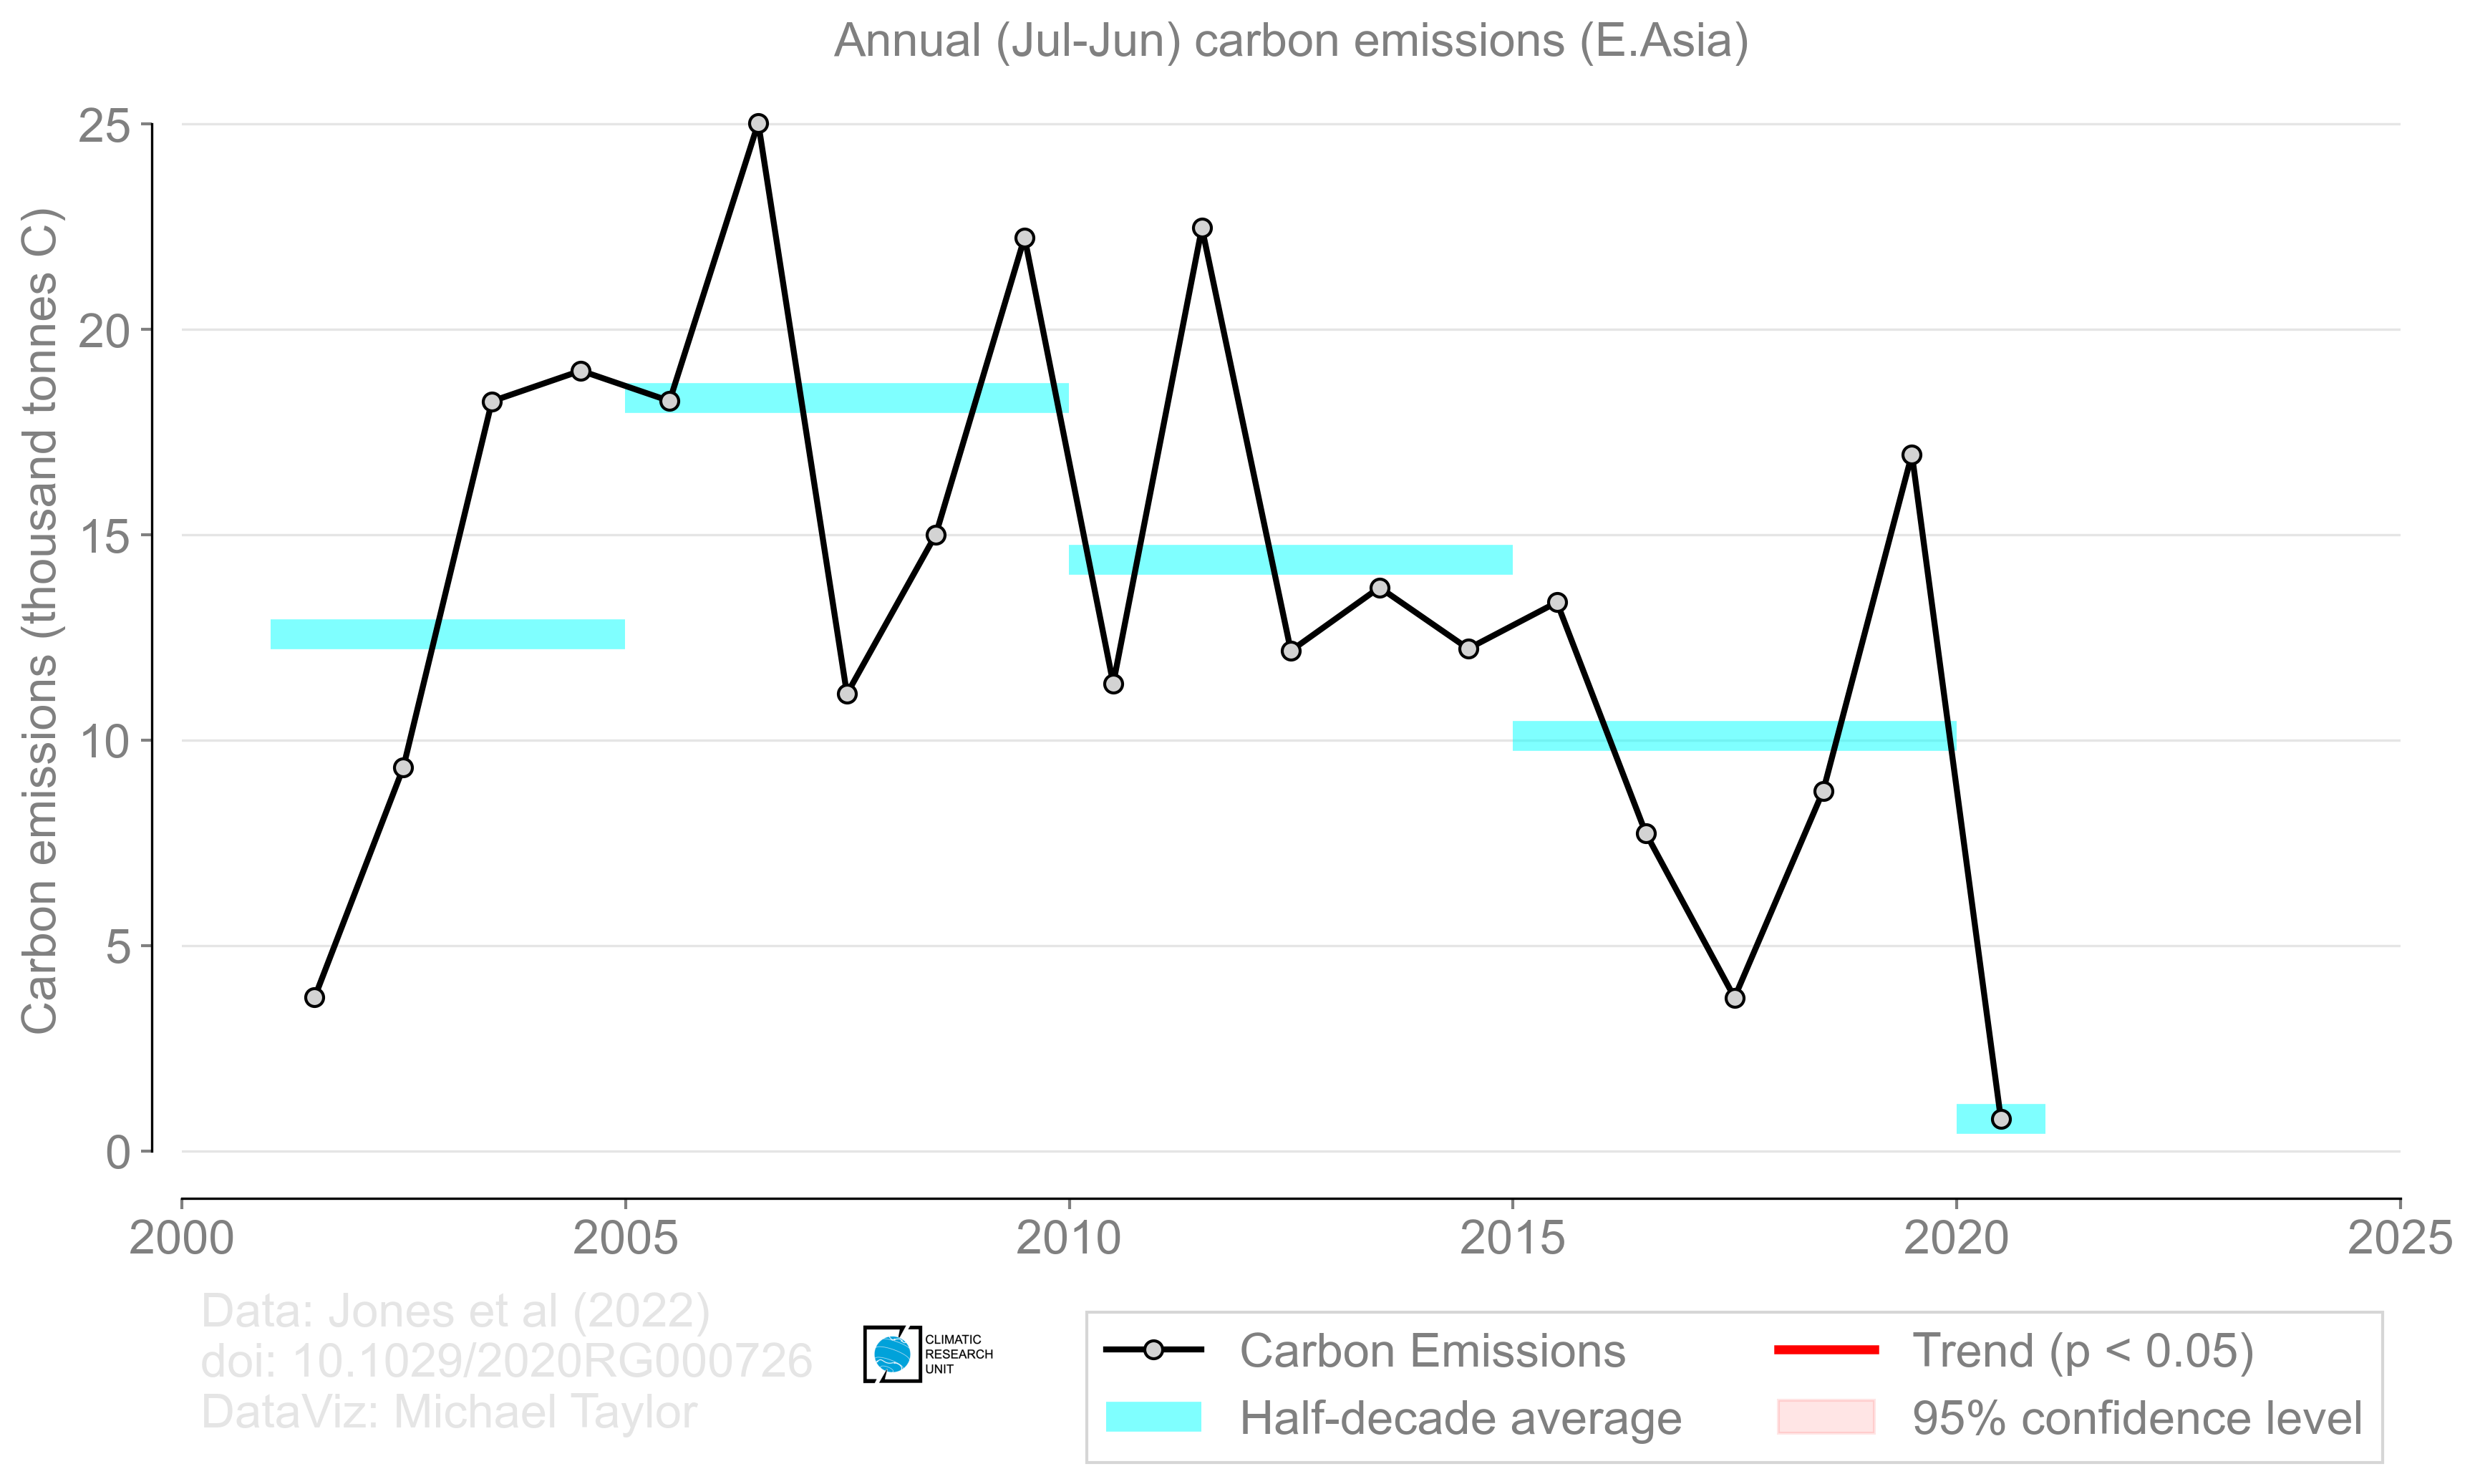 Annual (Jul-Jun) carbon emissions (E.Asia)
Carbon emissions (thousand tonnes C)
25
20
15
10
5
0
2000 2005 2010 2015 2020 2025
Data: Jones et al (2022)
doi: 10.1029/2020RG000726
DataViz: Michael Taylor
CLIMATIC
RESEARCH
UNIT
Carbon Emissions
Half-decade average
Trend (p < 0.05)
95% confidence level